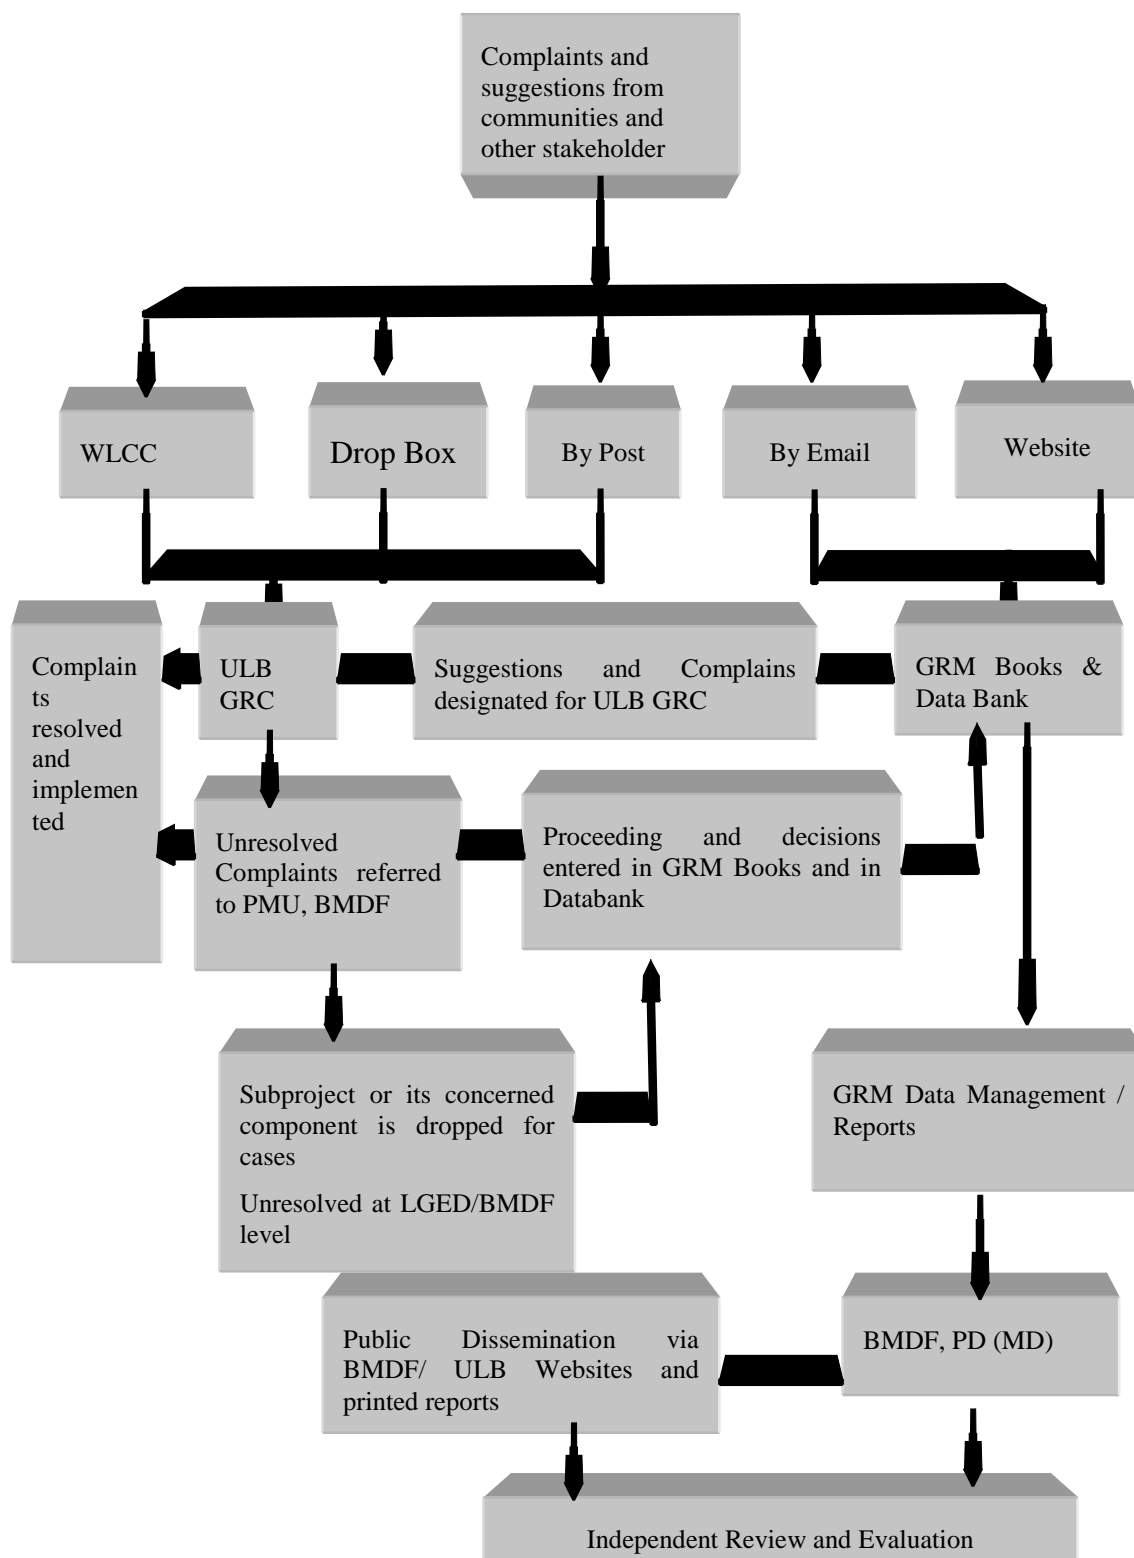 Complaints and
suggestions from
communities and
other stakeholder
WLCC
Drop Box
By Post
By Email
Website
Complain
ts
resolved
and
implemen
ted
ULB
GRC
Suggestions and Complains
designated for ULB GRC
GRM Books &
Data Bank
Unresolved
Complaints referred
to PMU, BMDF
Proceeding and decisions
entered in GRM Books and in
Databank
Subproject or its concerned
component is dropped for
cases
Unresolved at LGED/BMDF
level
GRM Data Management /
Reports
Public Dissemination via
BMDF/ ULB Websites and
printed reports
BMDF, PD (MD)
Independent Review and Evaluation